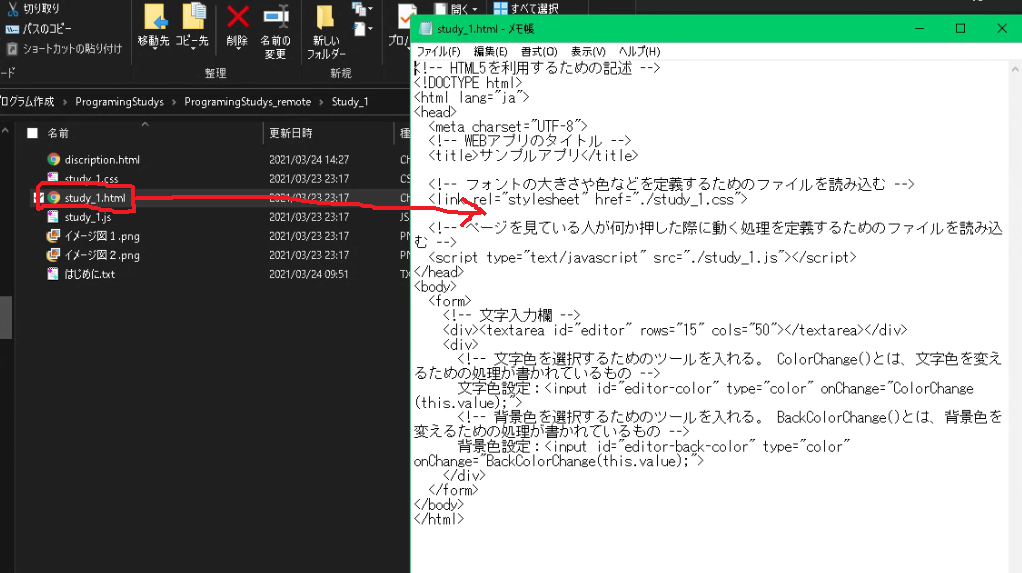 切り取り
パスのコピー
ショートカットの貼り付け
移動先
コピー先
削除
名前の
変更
新しい
フォルダー
開く
すべて選択
整理
新規
ProgramingStudys > ProgramingStudys_remote > Study_1
名前 更新日時
discription.html 2021/03/24 14:27
study_1.css 2021/03/23 23:17
study_1.html 2021/03/23 23:17
study_1.js 2021/03/23 23:17
イメージ図１.png 2021/03/23 23:17
イメージ図２.png 2021/03/23 23:17
はじめに.txt 2021/03/24 09:51
study_1.html - メモ帳
ファイル(F) 編集(E) 書式(O) 表示(V) ヘルプ(H)
<!-- HTML5を利用するための記述 -->
<!DOCTYPE html>
<html lang="ja">
<head>
<meta charset="UTF-8">
<!-- WEBアプリのタイトル -->
<title>サンプルアプリ</title>
<!-- フォントの大きさや色などを定義するためのファイルを読み込む -->
<link rel="stylesheet" href="./study_1.css">
<!-- ページを見ている人が何か押した際に動く処理を定義するためのファイルを読み込
む -->
<script type="text/javascript" src="./study_1.js"></script>
</head>
<body>
<form>
<!-- 文字入力欄 -->
<div><textarea id="editor" rows="15" cols="50"></textarea></div>
<div>
<!-- 文字色を選択するためのツールを入れる。 ColorChange()とは、文字色を変え
るための処理が書かれているもの -->
文字色設定：<input id="editor-color" type="color" onChange="ColorChange
(this.value);">
<!-- 背景色を選択するためのツールを入れる。 BackColorChange()とは、背景色を
変えるための処理が書かれているもの -->
背景色設定：<input id="editor-back-color" type="color"
onChange="BackColorChange(this.value);">
</div>
</form>
</body>
</html>